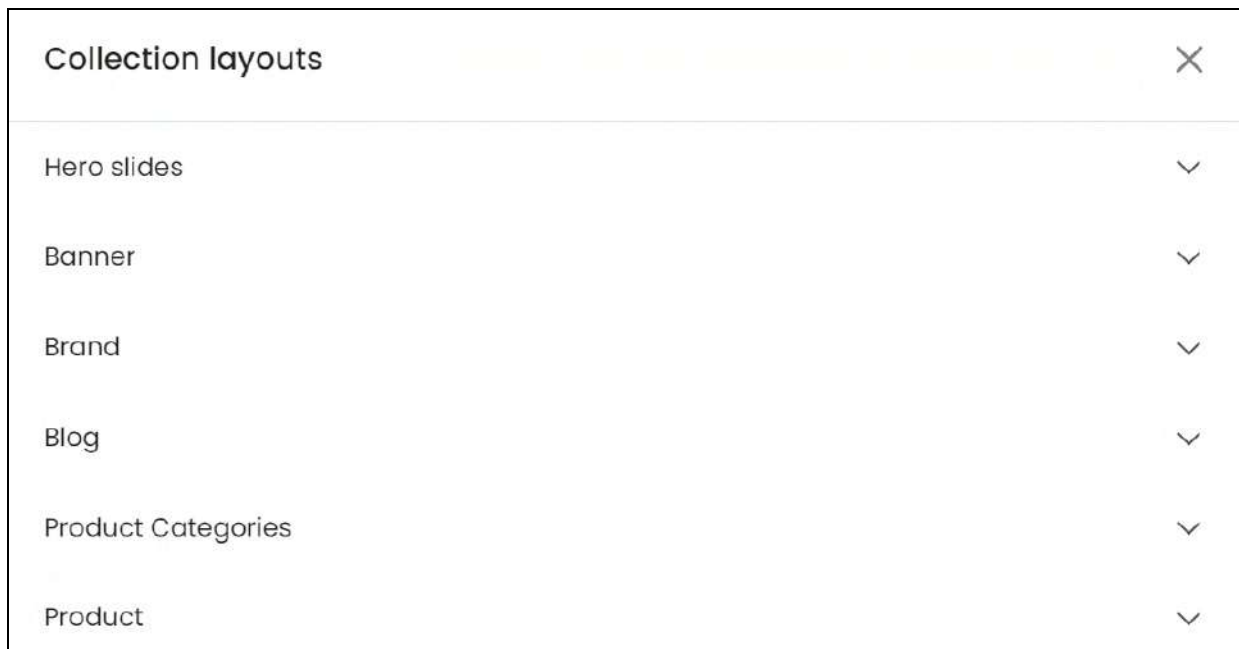 Collection layouts
Hero slides
Banner
Brand
Blog
Product Categories
Product